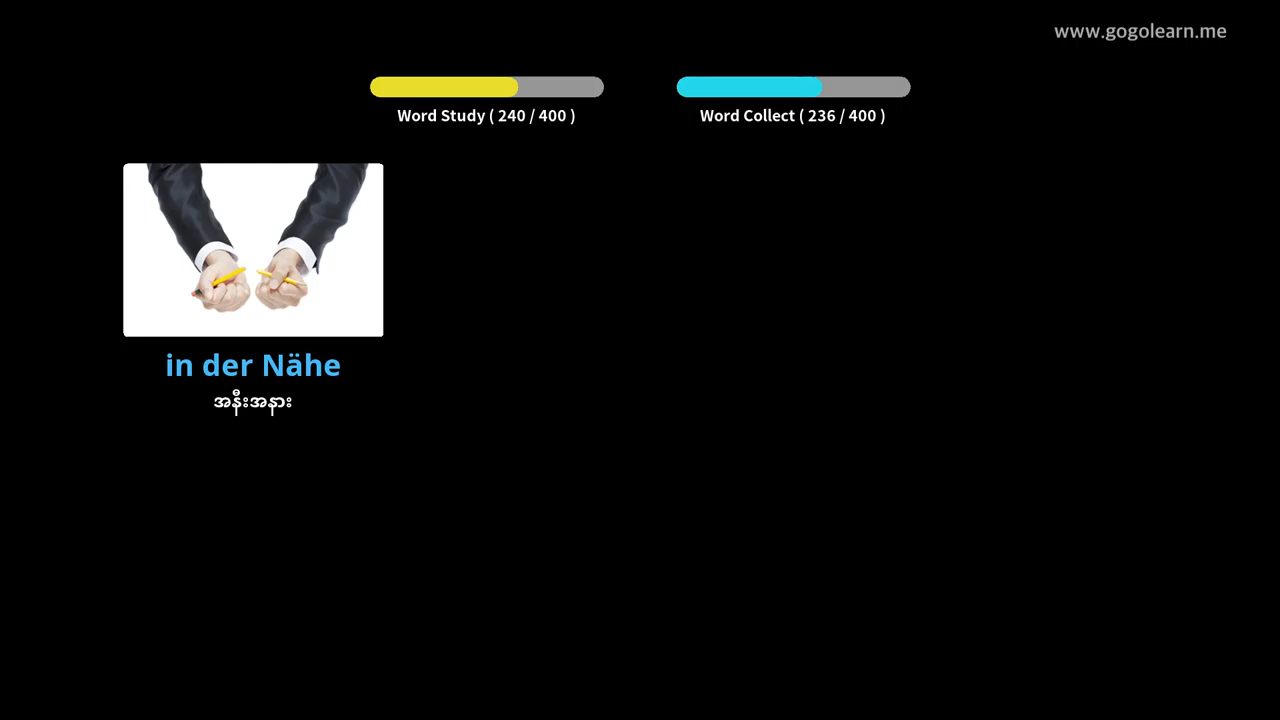 www.gogolearn.me
Word Study ( 240 / 400 )
Word Collect ( 236 / 400 )
in der Nähe
အနီးအနား